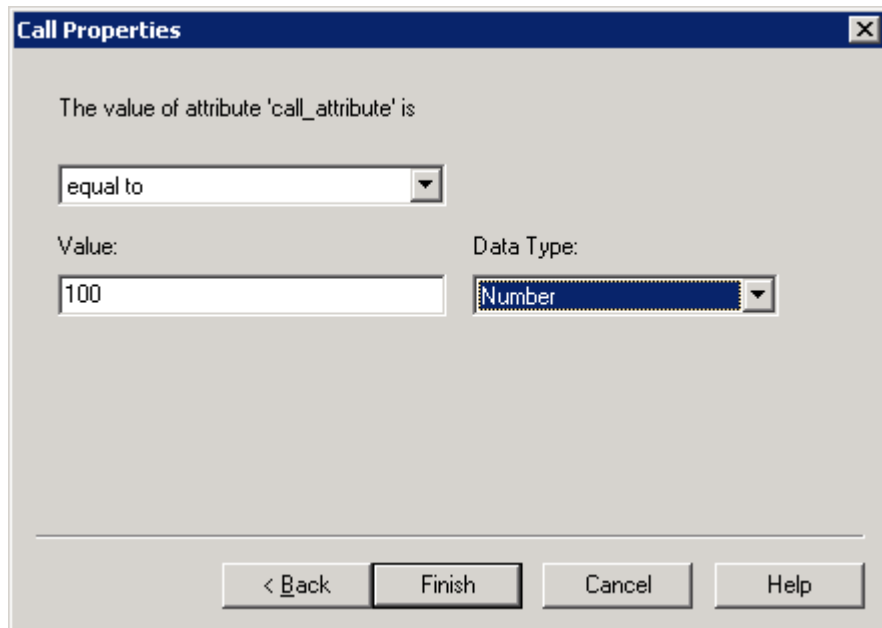 Call Properties
The value of attribute 'call_attribute' is
equal to
Value: Data Type:
100 Number
< Back Finish Cancel Help